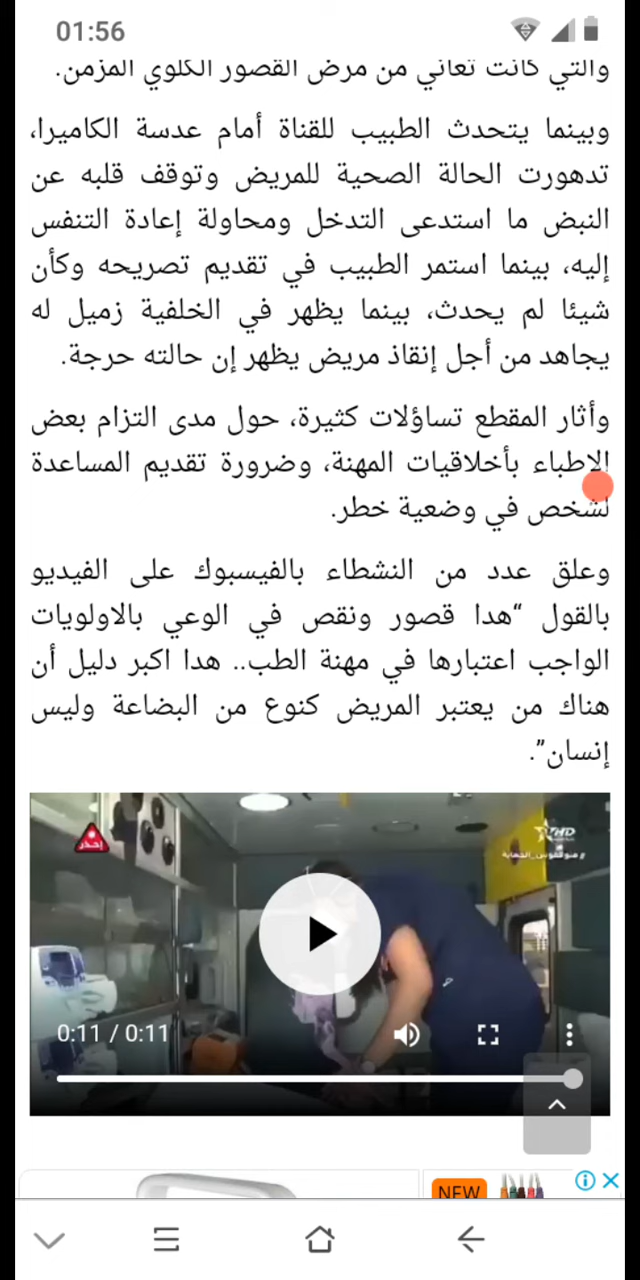 01:56
والتي كانت تعاني من مرض القصور الكلوي المزمن.
وبينما يتحدث الطبيب للقناة أمام عدسة الكاميرا،
تدهورت الحالة الصحية للمريض وتوقف قلبه عن
النبض ما استدعى التدخل ومحاولة إعادة التنفس
إليه، بينما استمر الطبيب في تقديم تصريحه وكأن
شيئا لم يحدث، بينما يظهر في الخلفية زميل له
يجاهد من أجل إنقاذ مريض يظهر إن حالته حرجة.
وأثار المقطع تساؤلات كثيرة، حول مدى التزام بعض
الاطباء بأخلاقيات المهنة، وضرورة تقديم المساعدة
لشخص في وضعية خطر.
وعلق عدد من النشطاء بالفيسبوك على الفيديو
بالقول “هدا قصور ونقص في الوعي بالاولويات
الواجب اعتبارها في مهنة الطب.. هدا اكبر دليل أن
هناك من يعتبر المريض كنوع من البضاعة وليس
إنسان”.
إحذر
HD
0:11 / 0:11
NEW